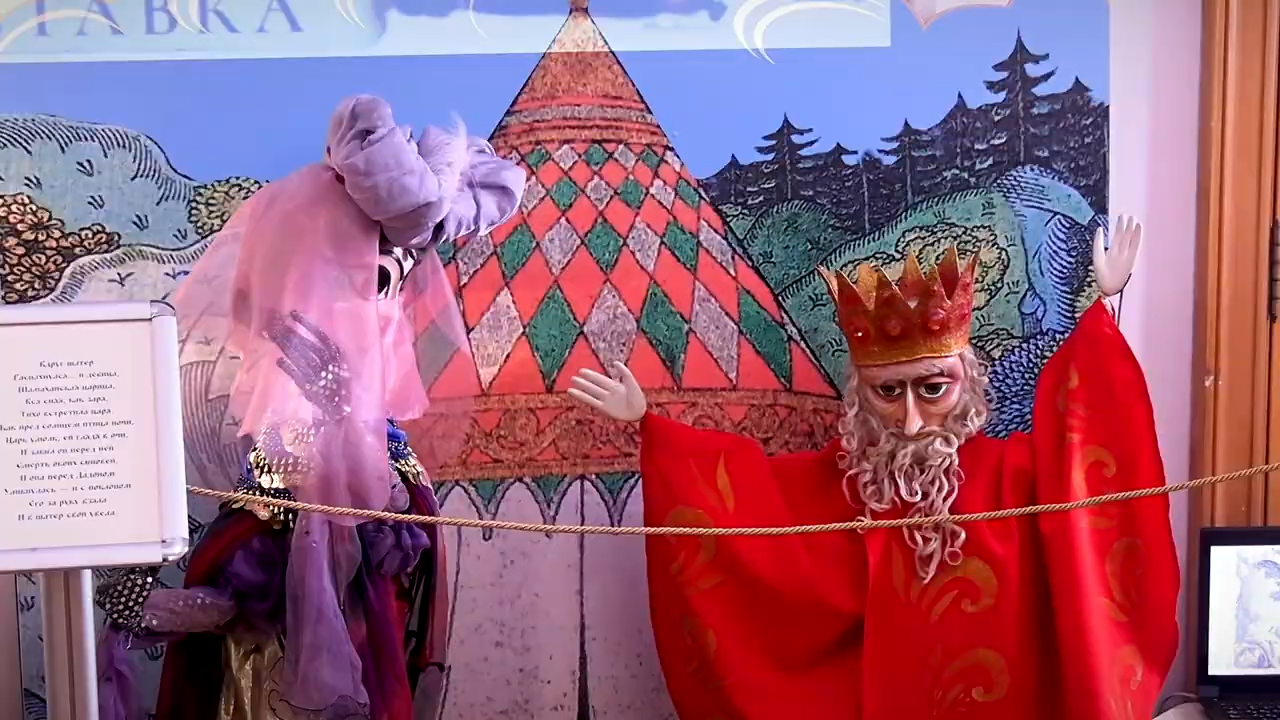 ТАВКА
Вдруг шатер
Распахнулся... и девица,
Шамаханская царица,
Вся сияя, как заря,
Тихо встретила царя.
Как пред солнцем птица ночи,
Царь умолк, ей глядя в очи,
И забыл он перед ней
Смерть обоих сыновей.
И она перед Дадоном
Улыбнулась — и с поклоном
Его за руку взяла
И в шатер свой увела.